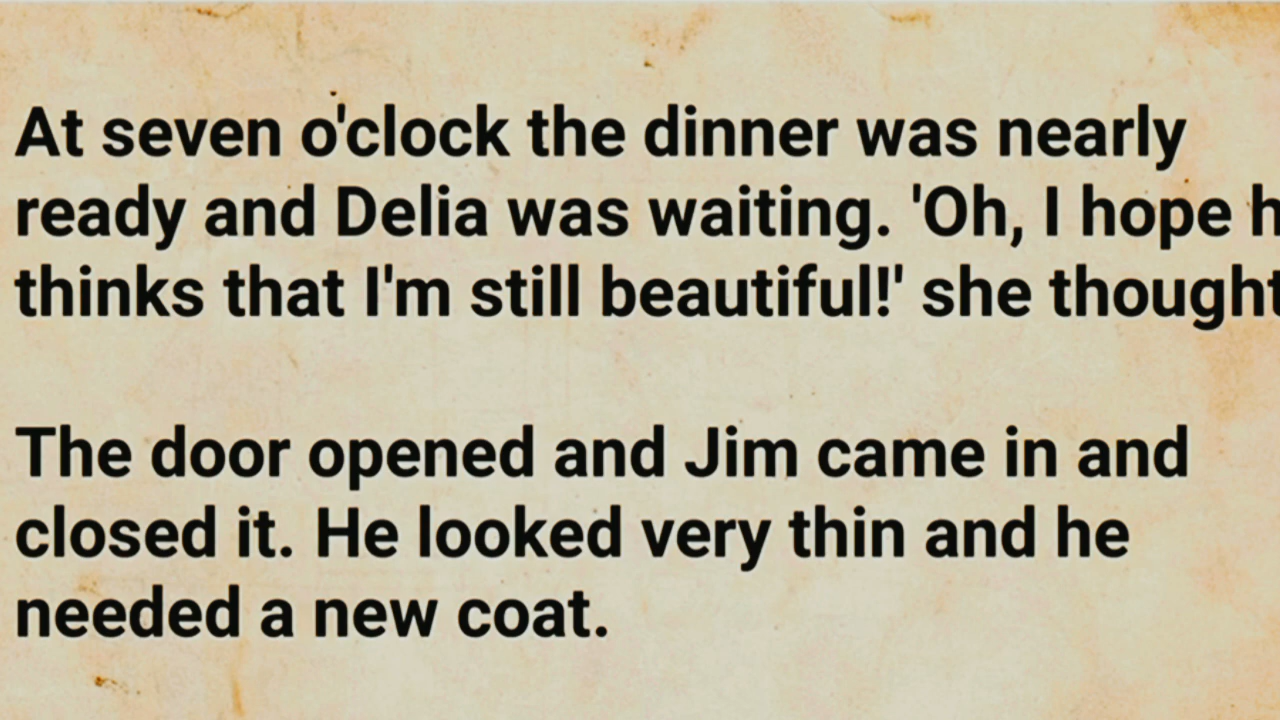 At seven o'clock the dinner was nearly
ready and Delia was waiting. 'Oh, I hope
thinks that I'm still beautiful!' she thought
The door opened and Jim came in and
closed it. He looked very thin and he
needed a new coat.